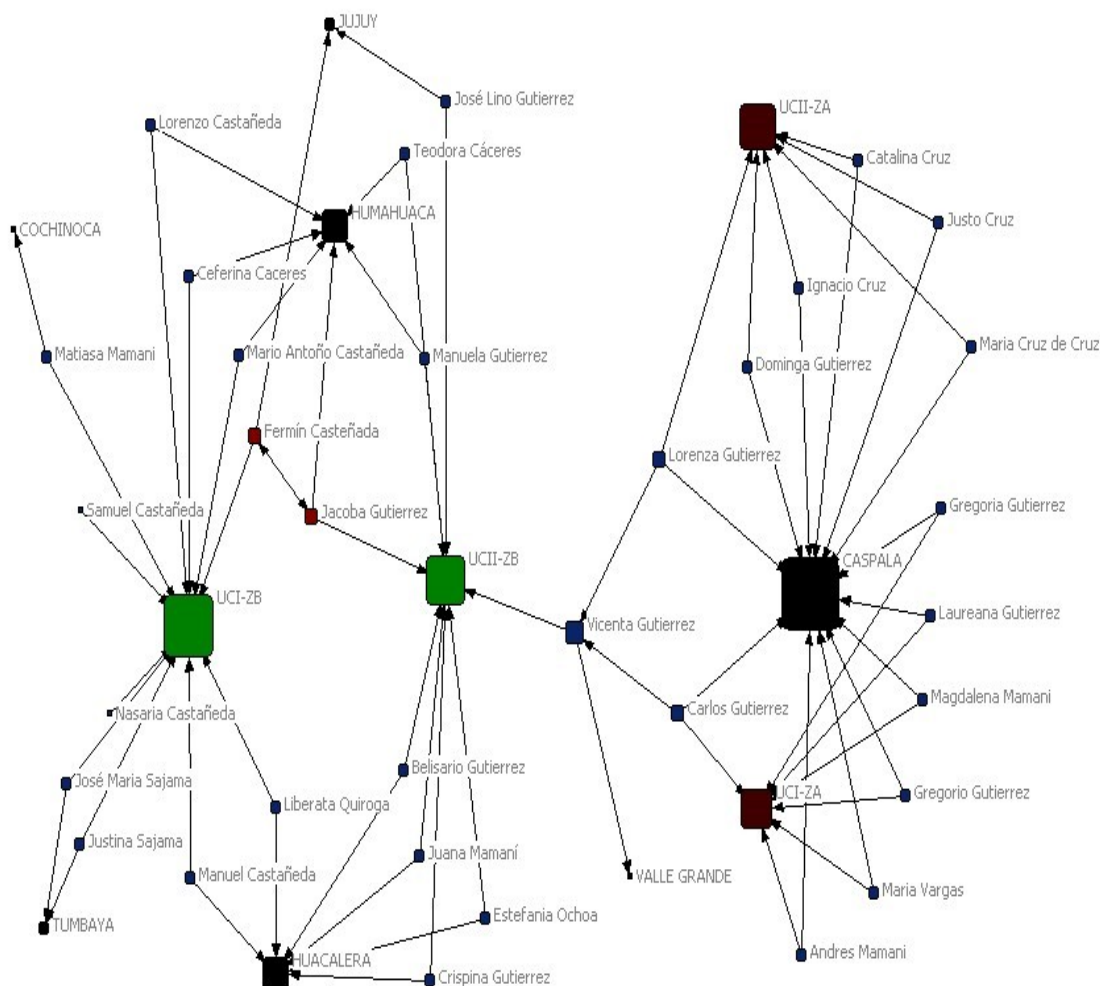 JUJUY
José Lino Gutierrez
UCII-ZA
Lorenzo Castañeda
Teodora Cáceres
Catalina Cruz
HUMAHUACA
Justo Cruz
COCHINOCA
Ceferina Caceres
Ignacio Cruz
Matiasa Mamani
Mario Antoño Castañeda
Manuela Gutierrez
Maria Cruz de Cruz
Dominga Gutierrez
Fermín Casteñada
Lorenza Gutierrez
Samuel Castañeda
Jacoba Gutierrez
Gregoria Gutierrez
UCII-ZB
CASPALA
UCI-ZB
Vicenta Gutierrez
Laureana Gutierrez
Nasaria Castañeda
Carlos Gutierrez
Magdalena Mamani
José Maria Sajama
Belisario Gutierrez
Liberata Quiroga
UCI-ZA
Gregorio Gutierrez
Justina Sajama
Juana Mamaní
Manuel Castañeda
VALLE GRANDE
Maria Vargas
TUMBAYA
Estefania Ochoa
HUACALERA
Andres Mamani
Crispina Gutierrez